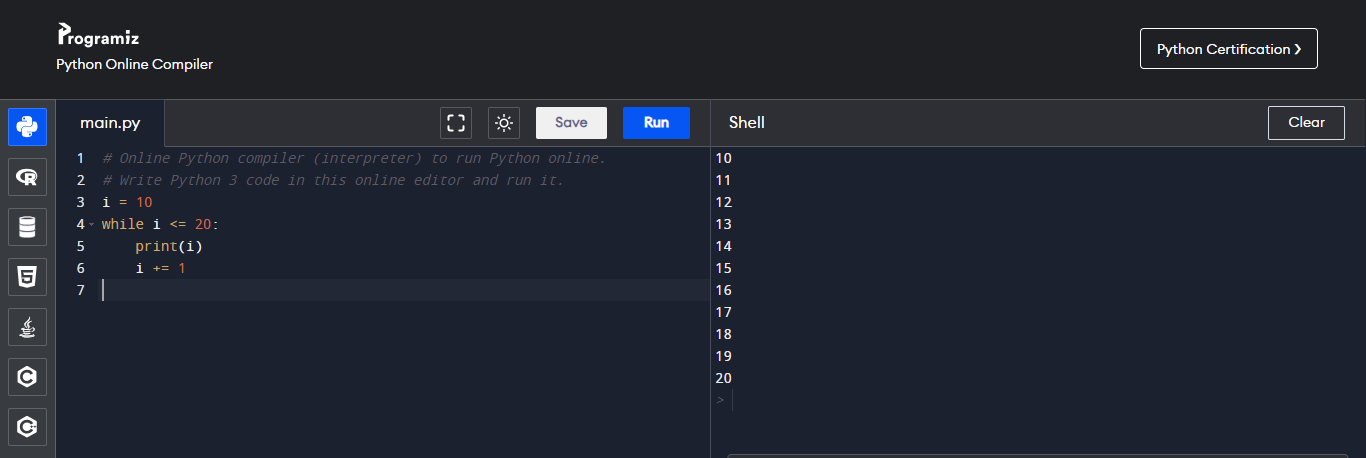 Programiz
Python Online Compiler
Python Certification ❯
main.py
Save
Run
Shell
Clear
1 # Online Python compiler (interpreter) to run Python online.
2 # Write Python 3 code in this online editor and run it.
3 i = 10
4 while i <= 20:
5     print(i)
6     i += 1
7
10
11
12
13
14
15
16
17
18
19
20
>